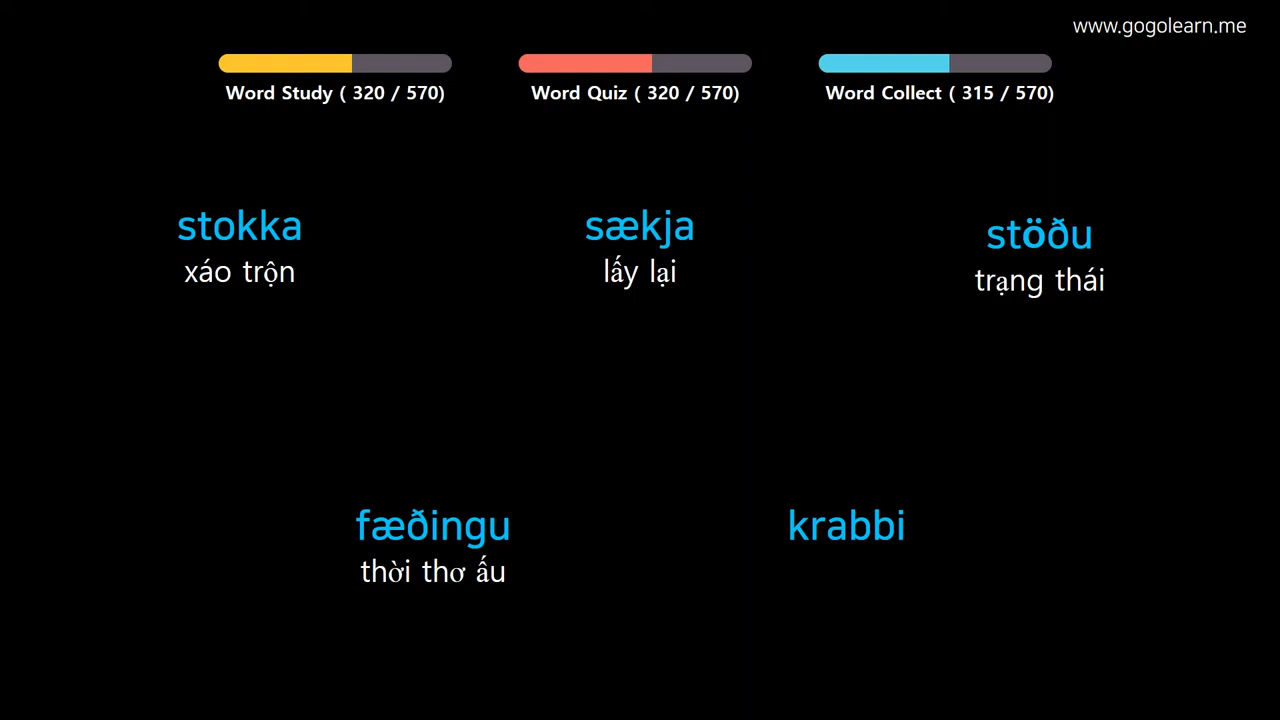 www.gogolearn.me
Word Study ( 320 / 570)
Word Quiz ( 320 / 570)
Word Collect ( 315 / 570)
stokka
xáo trộn
sækja
lấy lại
stöðu
trạng thái
fæðingu
thời thơ ấu
krabbi